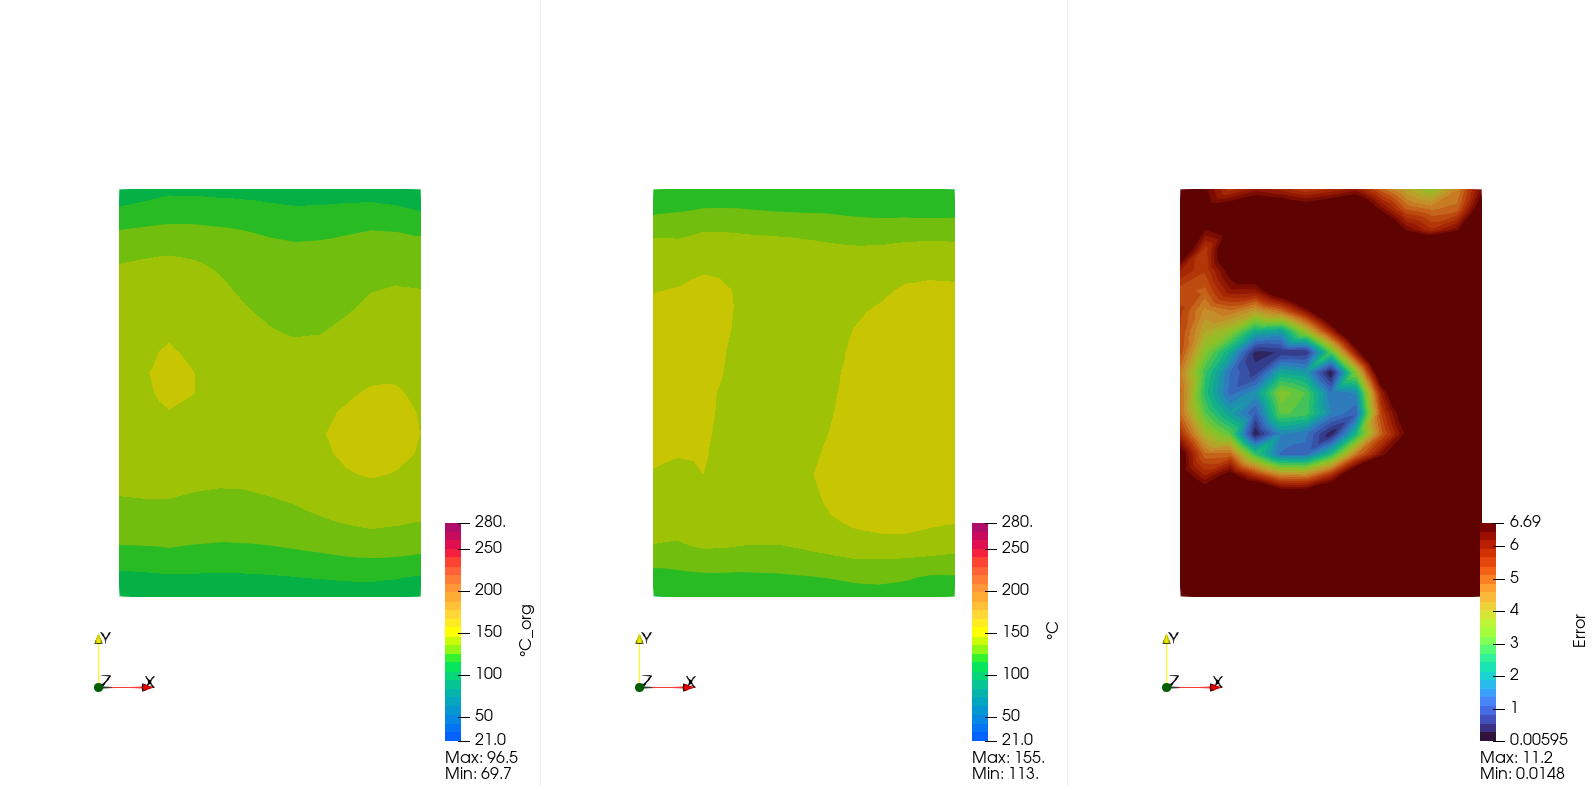 280.
250
200
150
100
50
21.0
°C_org
Max: 96.5
Min: 69.7
Y
Z
X
280.
250
200
150
100
50
21.0
°C
Max: 155.
Min: 113.
Y
Z
X
6.69
6
5
4
3
2
1
0.00595
Error
Max: 11.2
Min: 0.0148
Y
Z
X